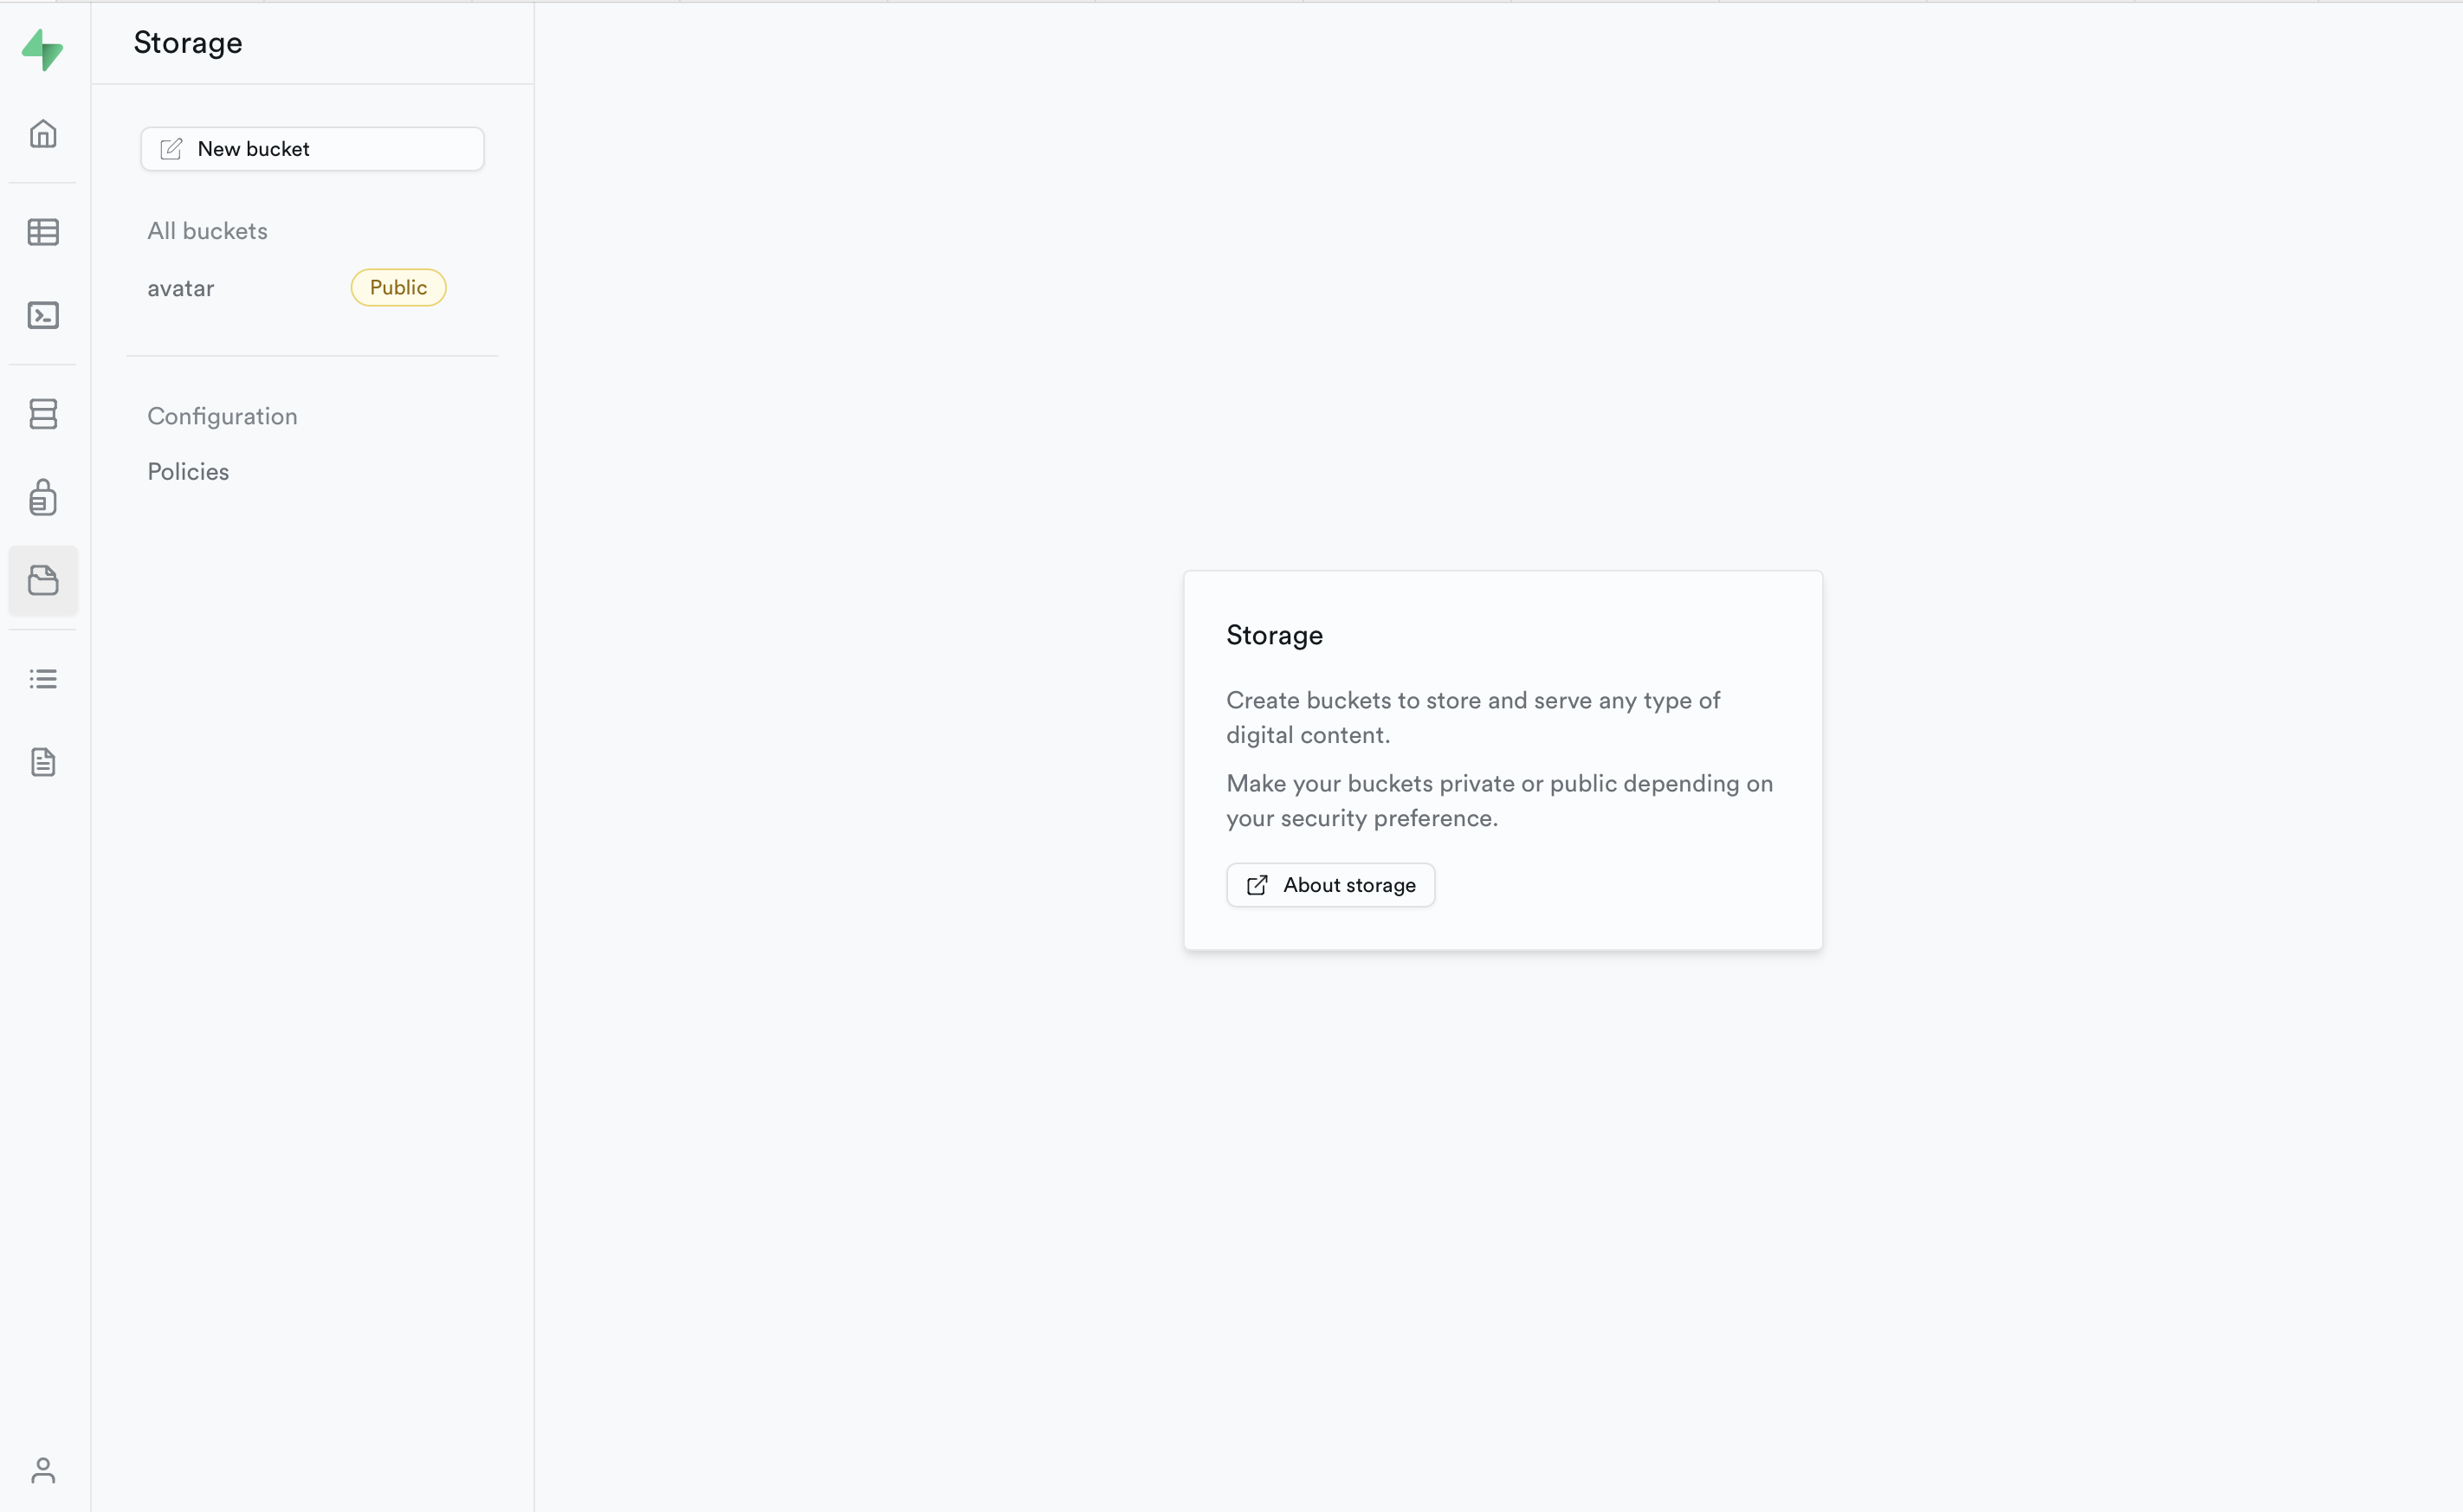 Storage
New bucket
All buckets
avatar
Public
Configuration
Policies
Storage
Create buckets to store and serve any type of
digital content.
Make your buckets private or public depending on
your security preference.
About storage